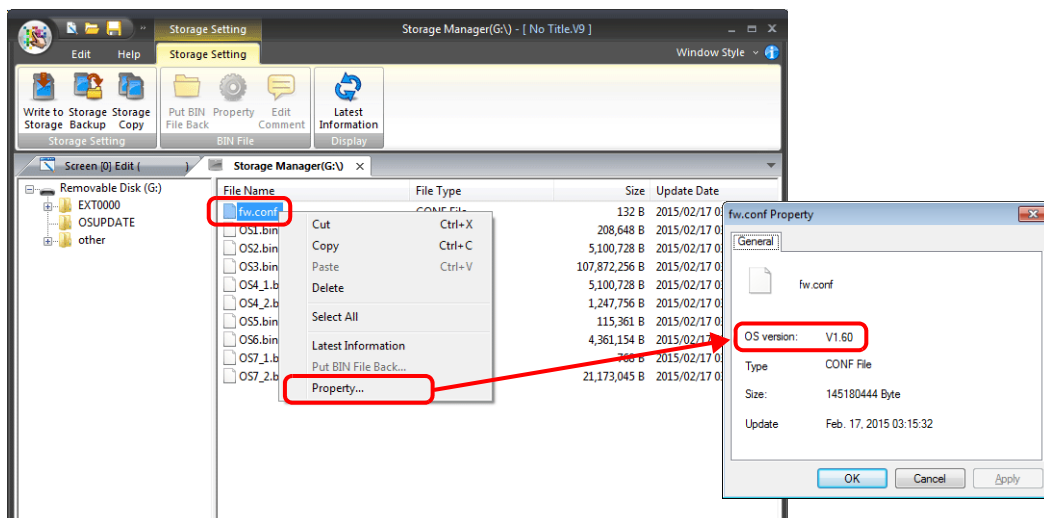 Storage Setting
Storage Manager(G:\) - [ No Title.V9 ]
Edit Help Storage Setting Window Style
Write to Storage
Storage Backup
Storage Copy
Put BIN File Back
Property
Edit Comment
Latest Information
Storage Setting BIN File Display
Screen [0] Edit ( ) Storage Manager(G:\) ×
Removable Disk (G:)
EXT0000
OSUPDATE
other
File Name File Type Size Update Date
fw.conf CONF File 132 B 2015/02/17
OS1.bin 208,648 B 2015/02/17
OS2.bin 5,100,728 B 2015/02/17
OS3.bin 107,872,256 B 2015/02/17
OS4_1.b 5,100,728 B 2015/02/17
OS4_2.b 1,247,756 B 2015/02/17
OS5.bin 115,361 B 2015/02/17
OS6.bin 4,361,154 B 2015/02/17
OS7_1.b 768 B 2015/02/17
OS7_2.b 21,173,045 B 2015/02/17
Cut Ctrl+X
Copy Ctrl+C
Paste Ctrl+V
Delete
Select All
Latest Information
Put BIN File Back...
Property...
fw.conf Property
General
fw.conf
OS version: V1.60
Type CONF File
Size: 145180444 Byte
Update Feb. 17, 2015 03:15:32
OK Cancel Apply